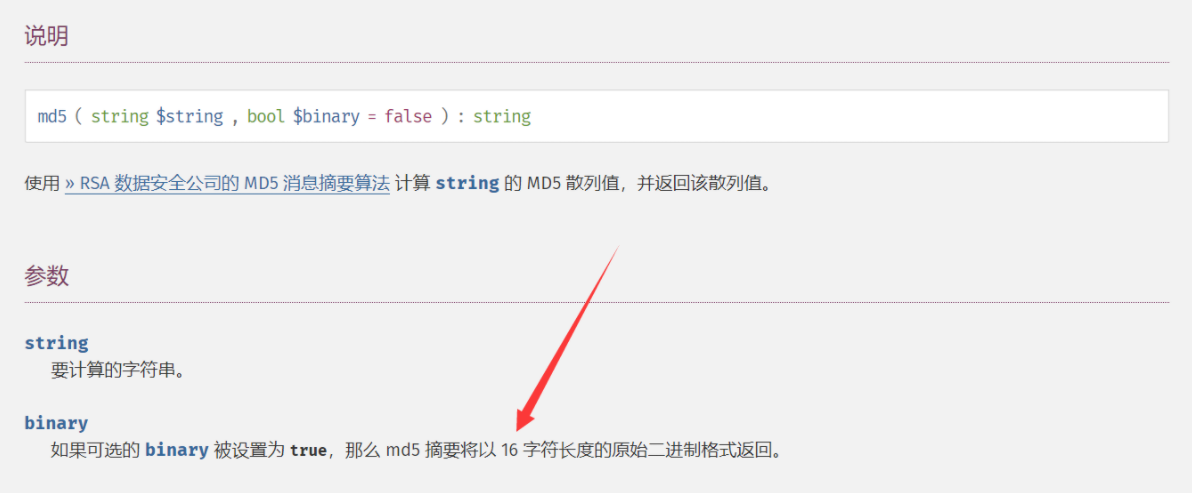 说明
md5 ( string $string , bool $binary = false ) : string
使用 » RSA 数据安全公司的 MD5 消息摘要算法 计算 string 的 MD5 散列值，并返回该散列值。
参数
string
要计算的字符串。
binary
如果可选的 binary 被设置为 true，那么 md5 摘要将以 16 字符长度的原始二进制格式返回。